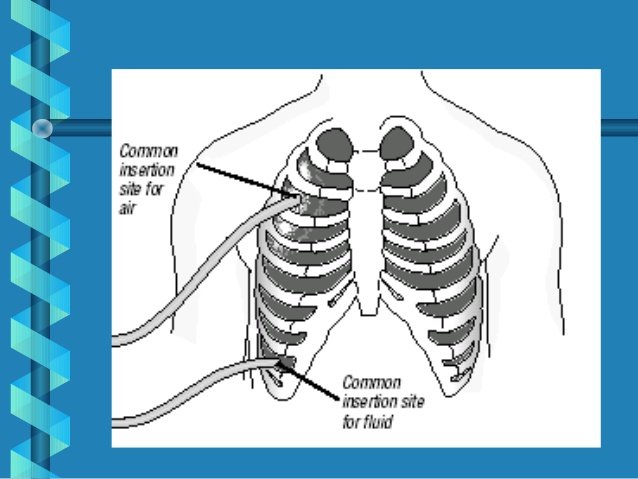 Common
insertion
site for
air
Common
insertion site
for fluid